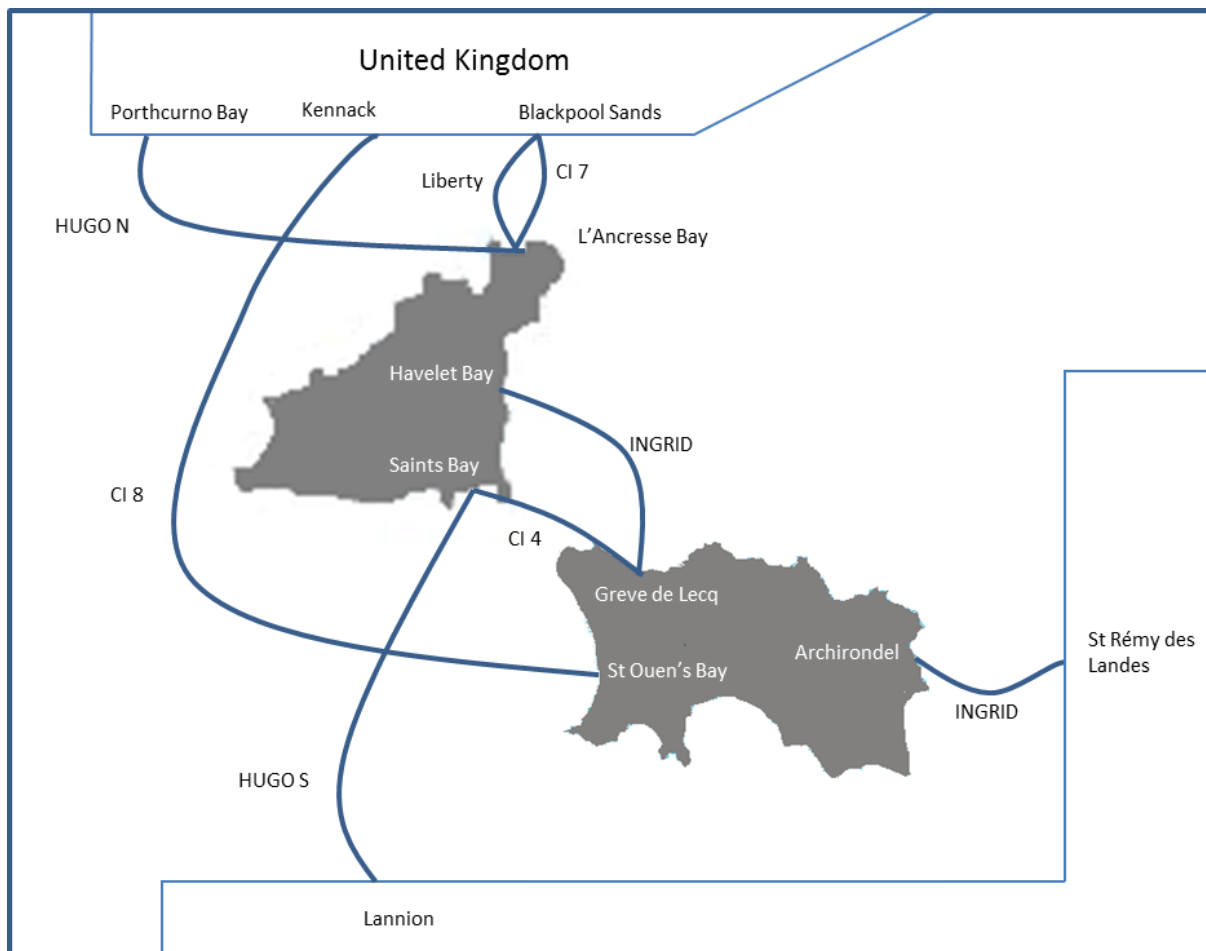 United Kingdom
Porthcurno Bay
Kennack
Blackpool Sands
Liberty
CI 7
HUGO N
L'Ancresse Bay
Havelet Bay
INGRID
Saints Bay
CI 8
CI 4
Greve de Lecq
St Ouen's Bay
Archirondel
St Rémy des
Landes
INGRID
HUGO S
Lannion